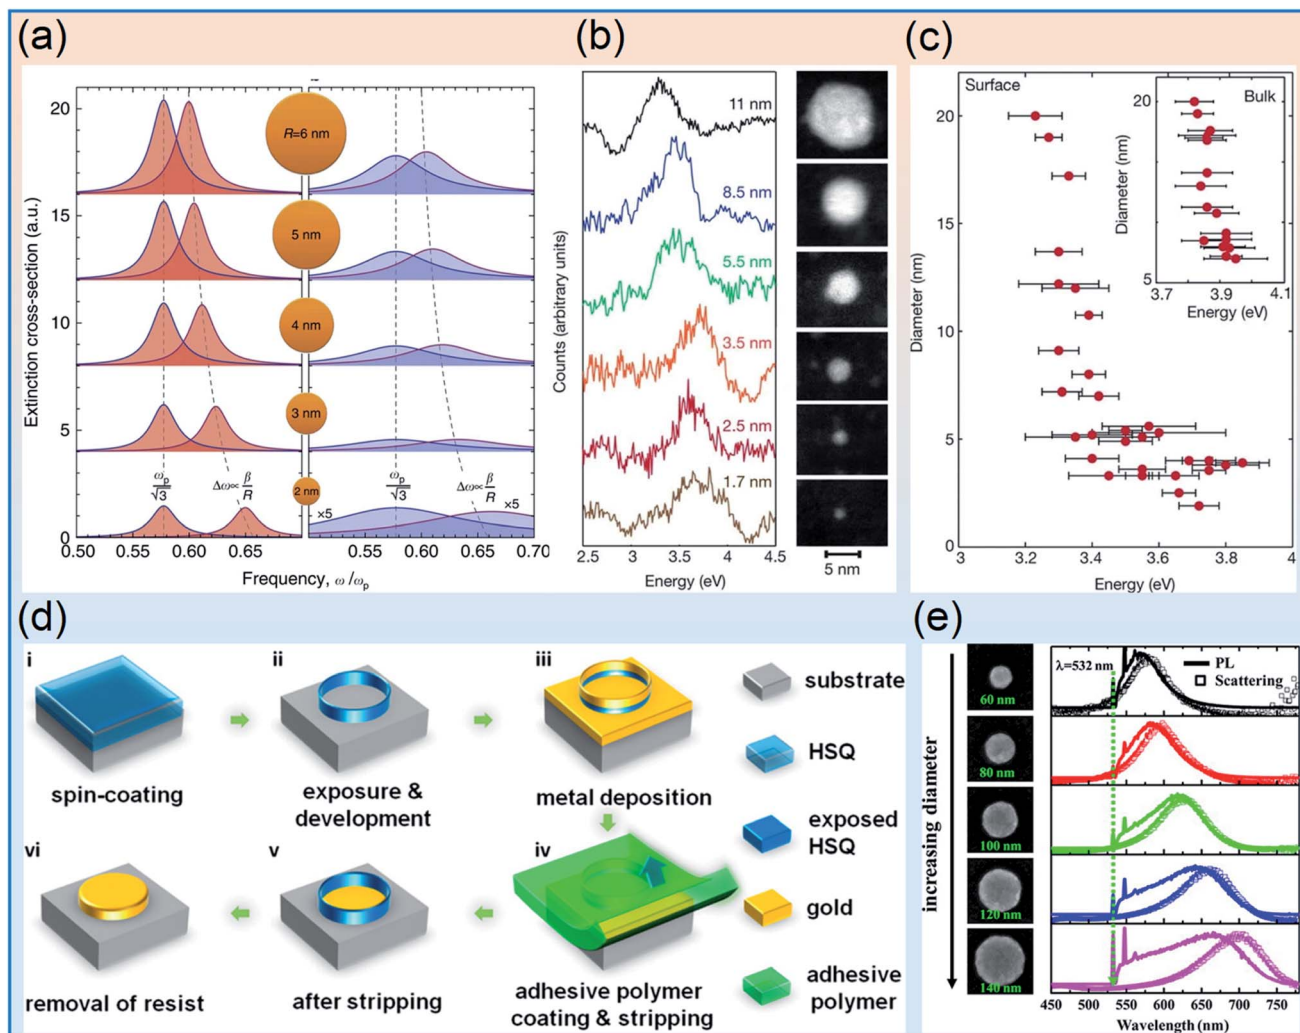 (a)
Extinction cross-section (a.u.)
20
15
10
5
0
R=6 nm
5 nm
4 nm
3 nm
2 nm
ωp/√3
Δω∝ β/R
ωp/√3
Δω∝ β/R
×5
×5
0.50 0.55 0.60 0.55 0.60 0.65 0.70
Frequency, ω/ωp
(b)
Counts (arbitrary units)
11 nm
8.5 nm
5.5 nm
3.5 nm
2.5 nm
1.7 nm
2.5 3 3.5 4 4.5
Energy (eV)
5 nm
(c)
Surface
Diameter (nm)
20
15
10
5
0
3 3.2 3.4 3.6 3.8 4
Energy (eV)
Bulk
Diameter (nm)
20
5
3.7 3.9 4.1
Energy (eV)
(d)
i
spin-coating
ii
exposure &
development
iii
metal deposition
vi
removal of resist
v
after stripping
iv
adhesive polymer
coating & stripping
substrate
HSQ
exposed
HSQ
gold
adhesive
polymer
(e)
increasing diameter
60 nm
80 nm
100 nm
120 nm
140 nm
λ=532 nm
PL
Scattering
450 500 550 600 650 700 750
Wavelength (nm)